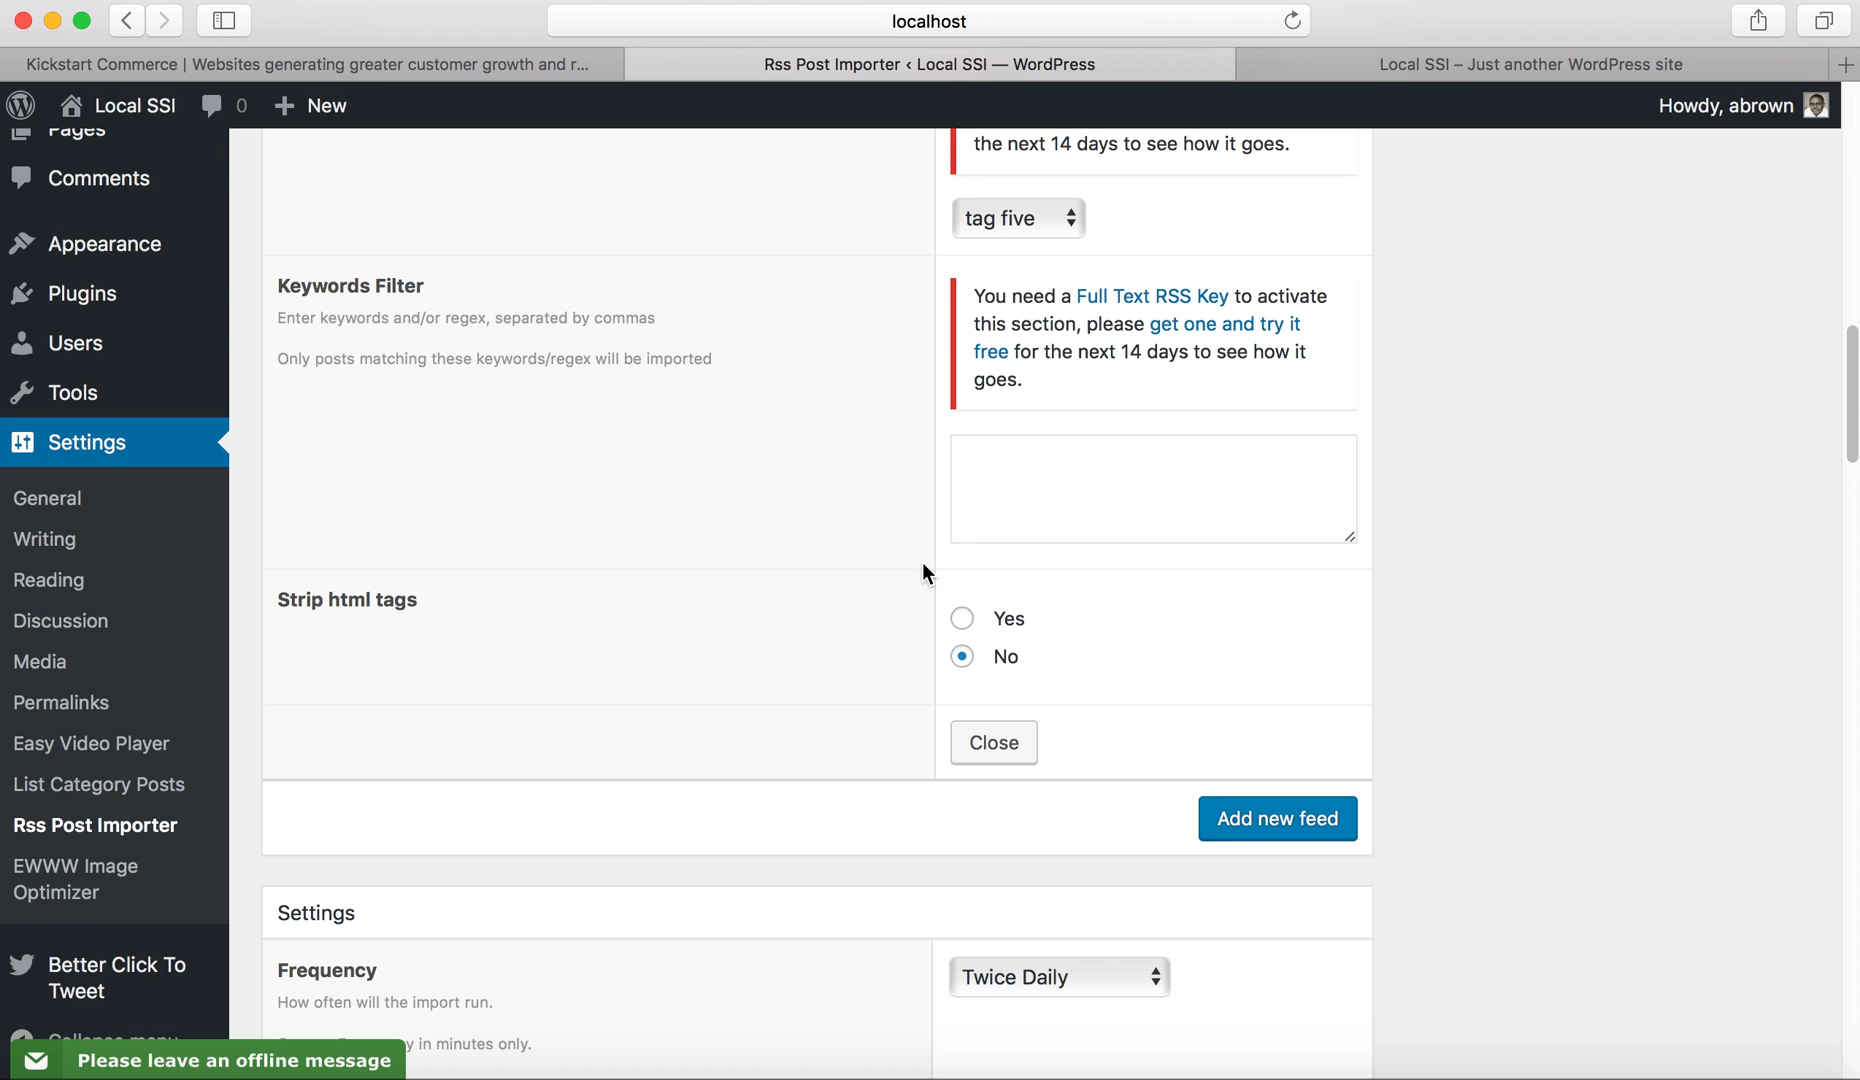 localhost
Kickstart Commerce | Websites generating greater customer growth and r...
Rss Post Importer ‹ Local SSI — WordPress
Local SSI – Just another WordPress site
Local SSI
0
New
Howdy, abrown
Pages
Comments
Appearance
Plugins
Users
Tools
Settings
General
Writing
Reading
Discussion
Media
Permalinks
Easy Video Player
List Category Posts
Rss Post Importer
EWWW Image
Optimizer
Better Click To
Tweet
Collapse menu
Please leave an offline message
the next 14 days to see how it goes.
tag five
Keywords Filter
Enter keywords and/or regex, separated by commas
Only posts matching these keywords/regex will be imported
You need a Full Text RSS Key to activate
this section, please get one and try it
free for the next 14 days to see how it
goes.
Strip html tags
Yes
No
Close
Add new feed
Settings
Frequency
How often will the import run.
y in minutes only.
Twice Daily